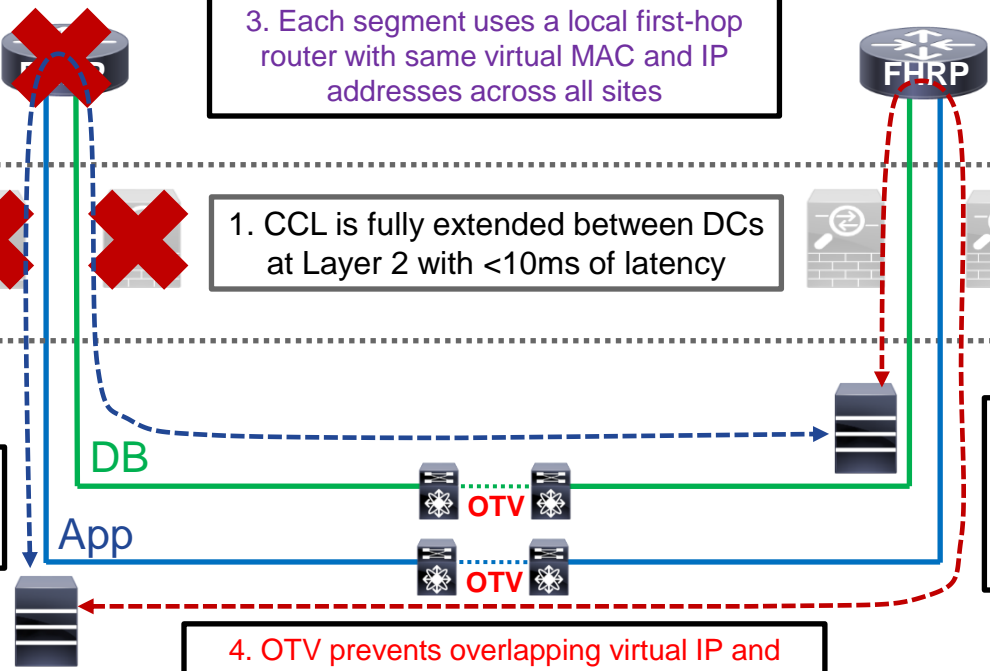 3. Each segment uses a local first-hop
router with same virtual MAC and IP
addresses across all sites
FHRP
1. CCL is fully extended between DCs
at Layer 2 with <10ms of latency
DB
OTV
App
OTV
4. OTV prevents overlapping virtual IP and